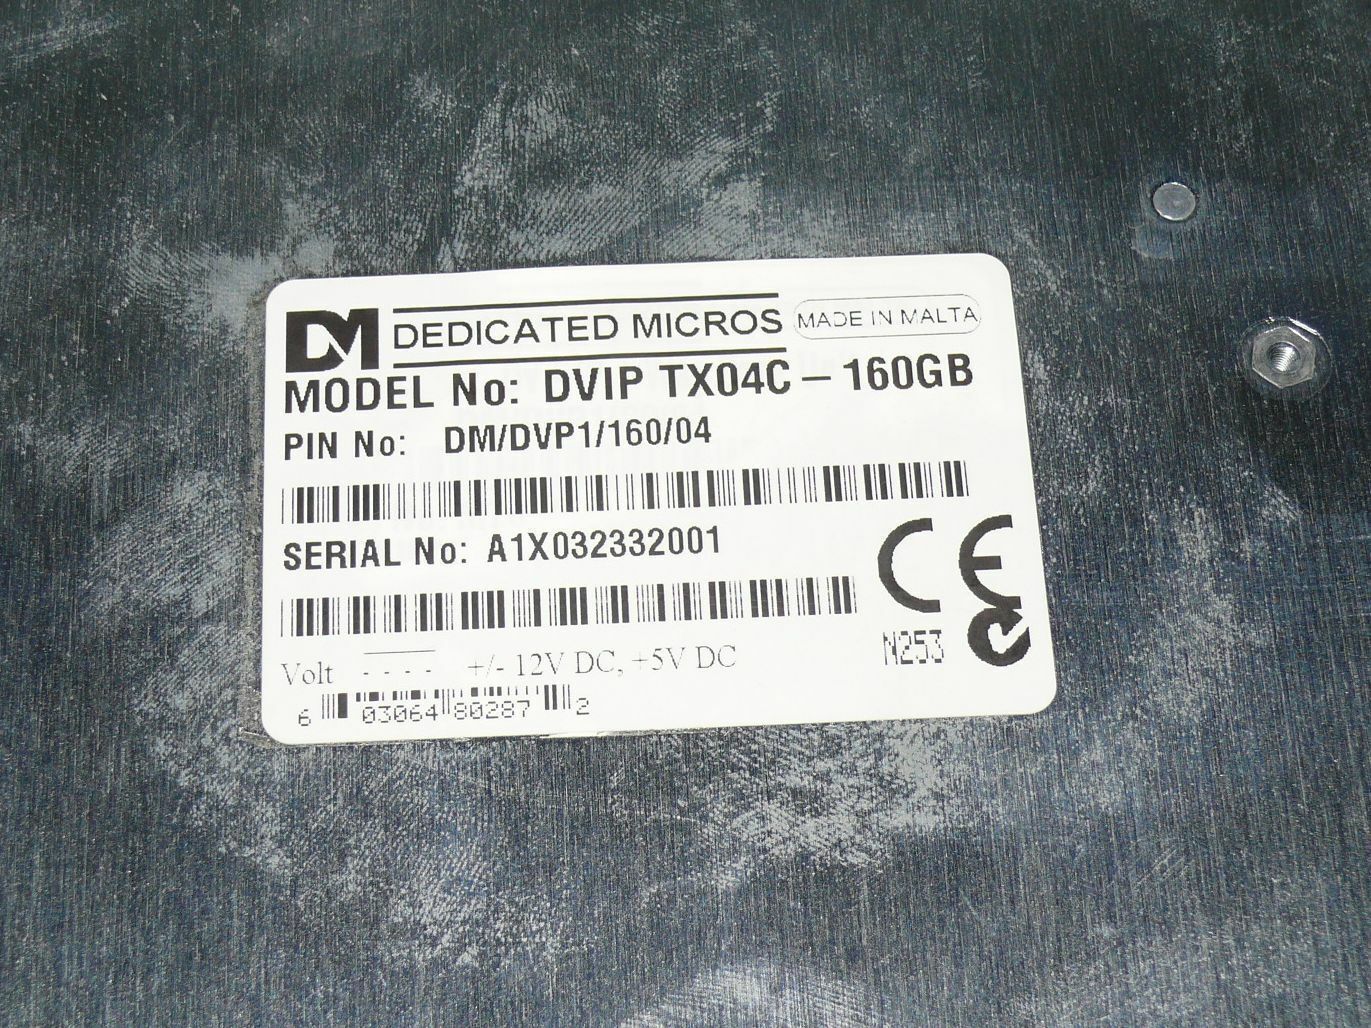 DM DEDICATED MICROS MADE IN MALTA
MODEL No: DVIP TX04C – 160GB
PIN No: DM/DVP1/160/04
SERIAL No: A1X032332001
CE
N253
Volt +/- 12V DC, +5V DC
6 03064 80287 2